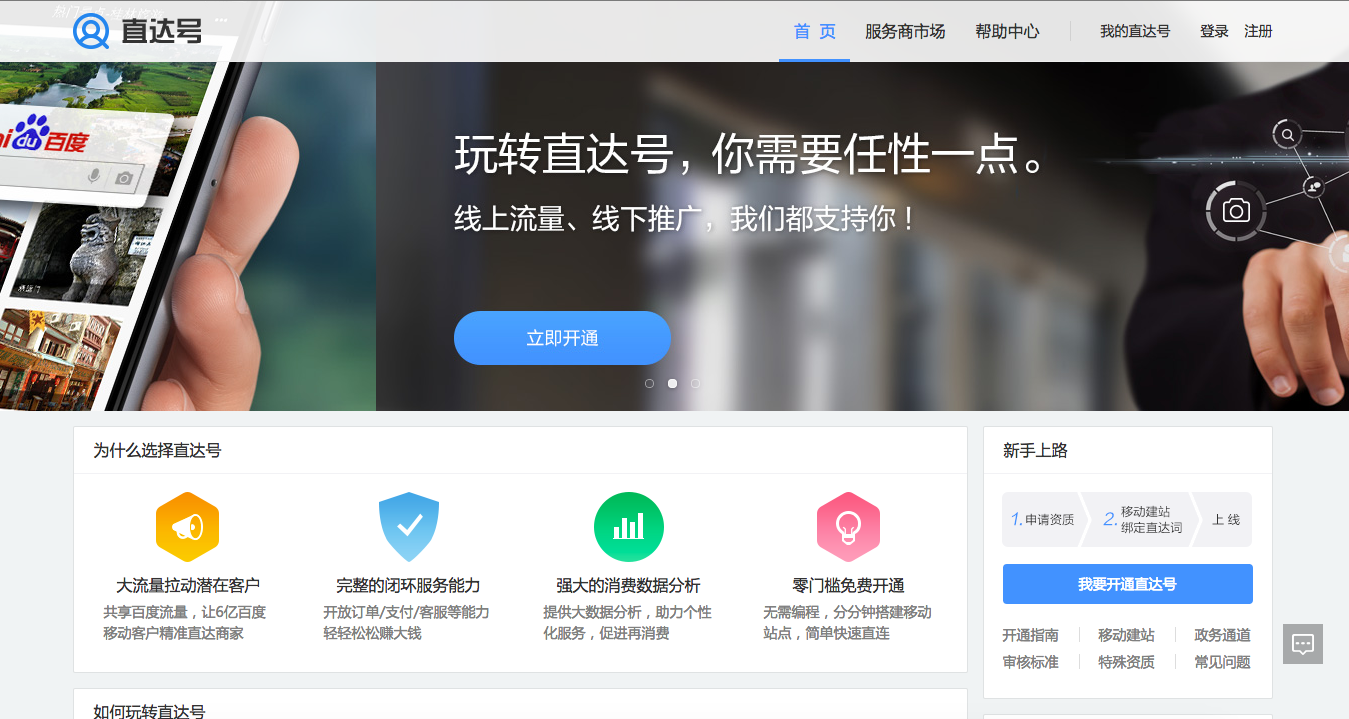 直达号
首 页
服务商市场
帮助中心
我的直达号
登录
注册
百度
玩转直达号，你需要任性一点。
线上流量、线下推广，我们都支持你！
立即开通
为什么选择直达号
大流量拉动潜在客户
共享百度流量，让6亿百度
移动客户精准直达商家
完整的闭环服务能力
开放订单/支付/客服等能力
轻轻松松赚大钱
强大的消费数据分析
提供大数据分析，助力个性
化服务，促进再消费
零门槛免费开通
无需编程，分分钟搭建移动
站点，简单快速直连
新手上路
1.申请资质
2.移动建站
绑定直达词
上 线
我要开通直达号
开通指南
移动建站
政务通道
审核标准
特殊资质
常见问题
如何玩转直达号